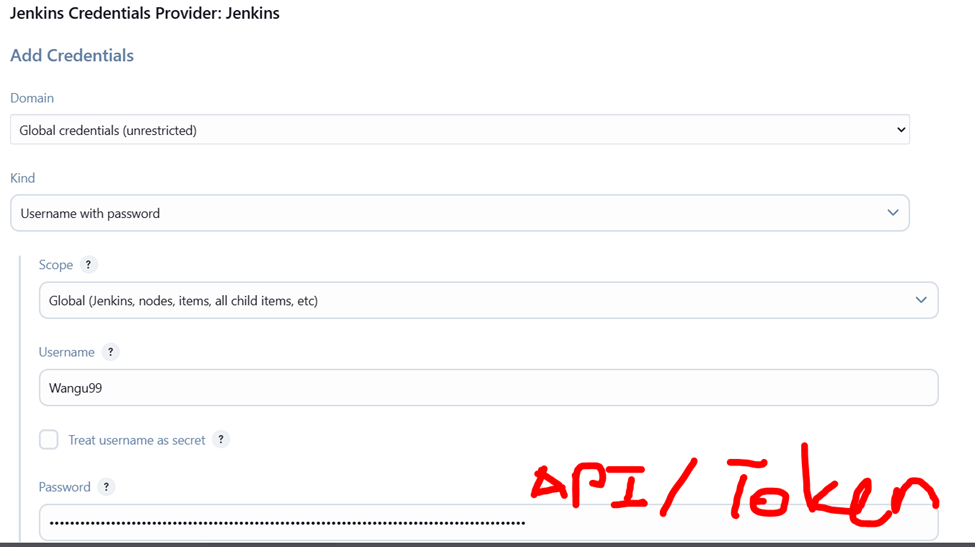 Jenkins Credentials Provider: Jenkins
Add Credentials
Domain
Global credentials (unrestricted)
Kind
Username with password
Scope ?
Global (Jenkins, nodes, items, all child items, etc)
Username ?
Wangu99
Treat username as secret ?
API/Token
Password ?